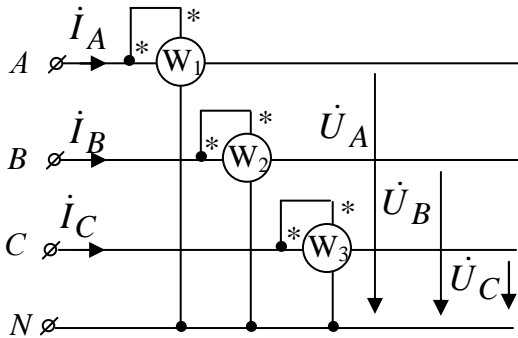 İ_A * *
A W₁
İ_B * U̇_A
B * W₂
İ_C * U̇_B
C * W₃ U̇_C
N